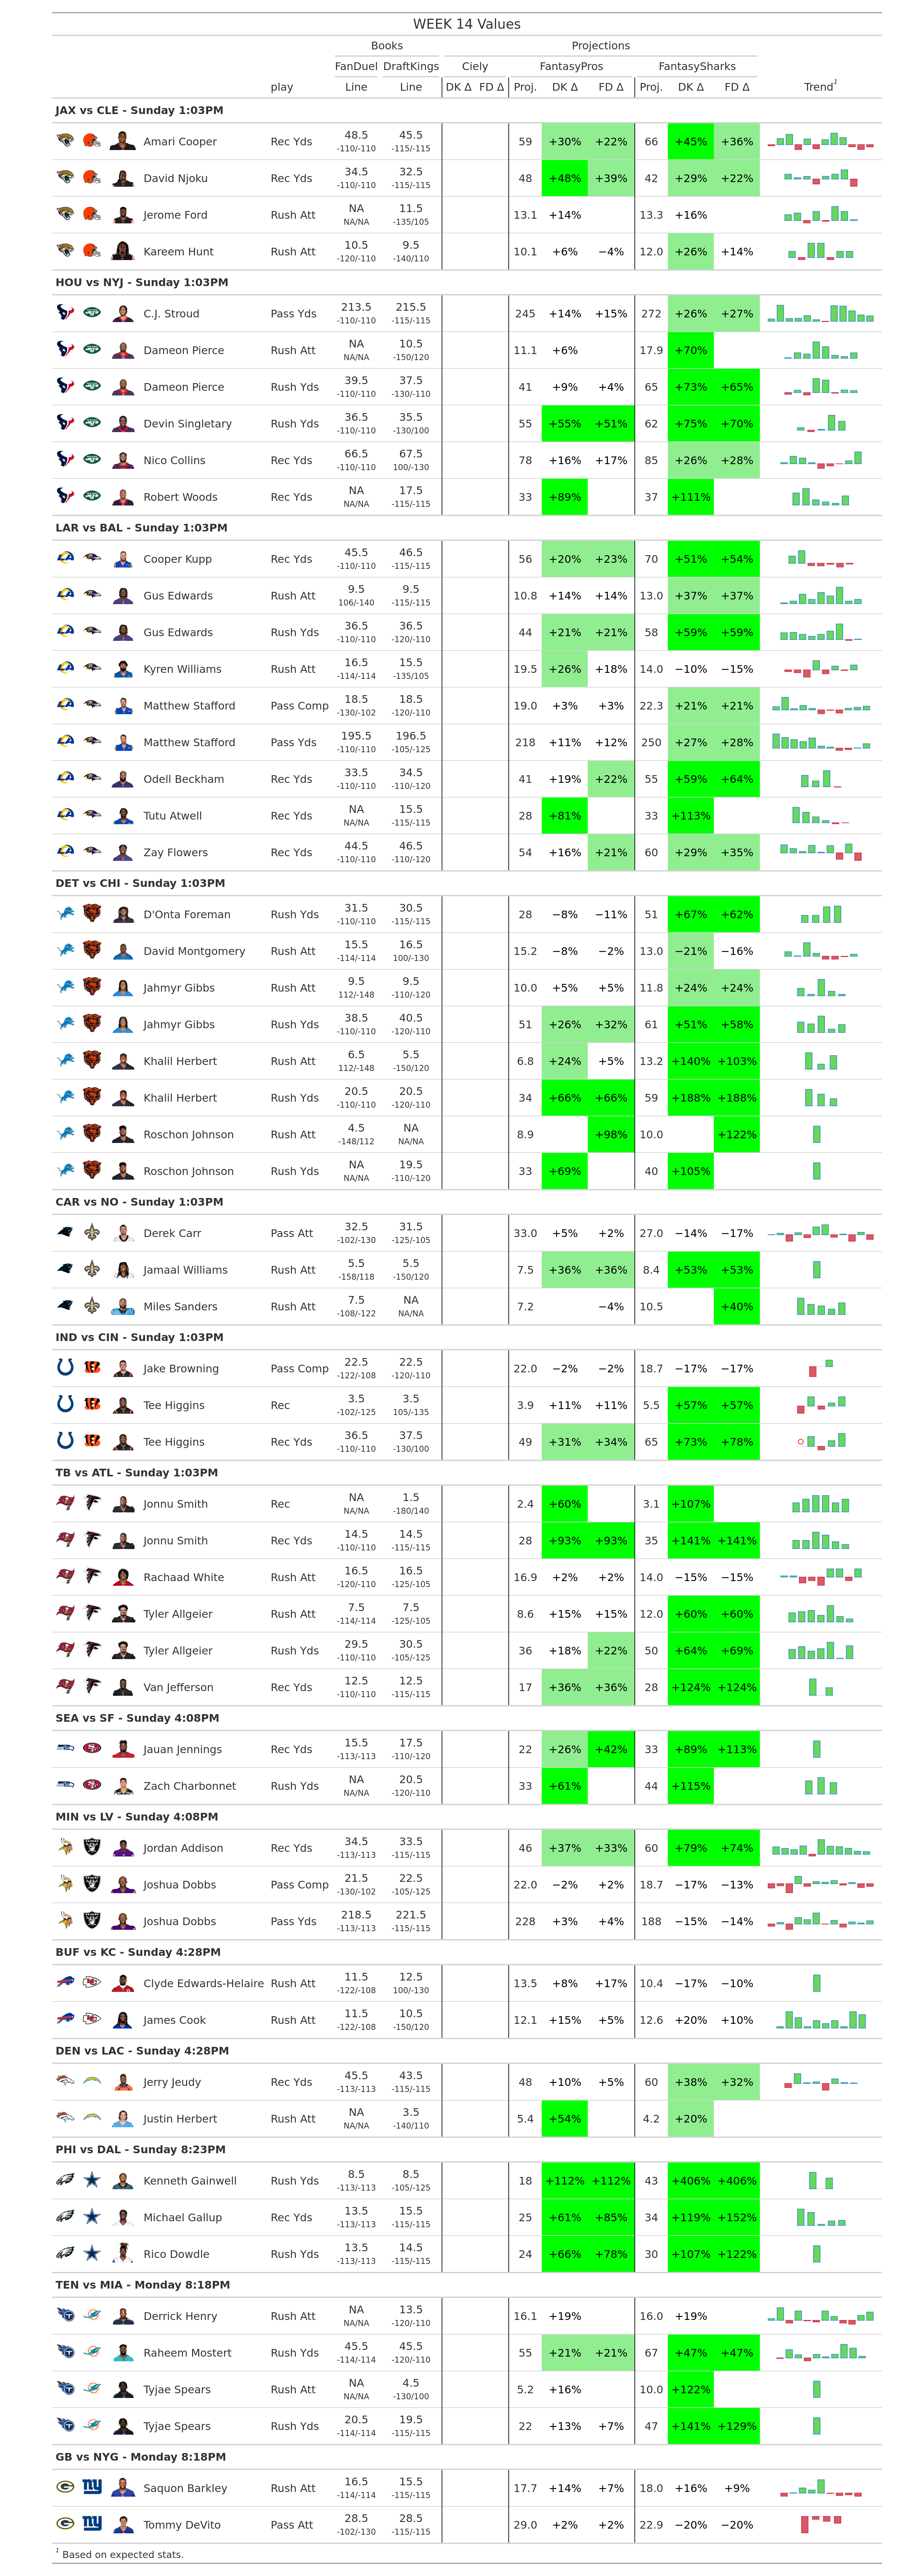 WEEK 14 Values
Books Projections
FanDuel DraftKings Ciely FantasyPros FantasySharks
play Line Line DK Δ FD Δ Proj. DK Δ FD Δ Proj. DK Δ FD Δ Trend1
JAX vs CLE - Sunday 1:03PM
Amari Cooper Rec Yds 48.5 45.5 59 +30% +22% 66 +45% +36%
-110/-110 -115/-115
David Njoku Rec Yds 34.5 32.5 48 +48% +39% 42 +29% +22%
-110/-110 -115/-115
Jerome Ford Rush Att NA 11.5 13.1 +14% 13.3 +16%
NA/NA -135/105
Kareem Hunt Rush Att 10.5 9.5 10.1 +6% −4% 12.0 +26% +14%
-120/-110 -140/110
HOU vs NYJ - Sunday 1:03PM
C.J. Stroud Pass Yds 213.5 215.5 245 +14% +15% 272 +26% +27%
-110/-110 -115/-115
Dameon Pierce Rush Att NA 10.5 11.1 +6% 17.9 +70%
NA/NA -150/120
Dameon Pierce Rush Yds 39.5 37.5 41 +9% +4% 65 +73% +65%
-110/-110 -130/-110
Devin Singletary Rush Yds 36.5 35.5 55 +55% +51% 62 +75% +70%
-110/-110 -130/100
Nico Collins Rec Yds 66.5 67.5 78 +16% +17% 85 +26% +28%
-110/-110 100/-130
Robert Woods Rec Yds NA 17.5 33 +89% 37 +111%
NA/NA -115/-115
LAR vs BAL - Sunday 1:03PM
Cooper Kupp Rec Yds 45.5 46.5 56 +20% +23% 70 +51% +54%
-110/-110 -115/-115
Gus Edwards Rush Att 9.5 9.5 10.8 +14% +14% 13.0 +37% +37%
106/-140 -115/-115
Gus Edwards Rush Yds 36.5 36.5 44 +21% +21% 58 +59% +59%
-110/-110 -120/-110
Kyren Williams Rush Att 16.5 15.5 19.5 +26% +18% 14.0 −10% −15%
-114/-114 -135/105
Matthew Stafford Pass Comp 18.5 18.5 19.0 +3% +3% 22.3 +21% +21%
-130/-102 -120/-110
Matthew Stafford Pass Yds 195.5 196.5 218 +11% +12% 250 +27% +28%
-110/-110 -105/-125
Odell Beckham Rec Yds 33.5 34.5 41 +19% +22% 55 +59% +64%
-110/-110 -110/-120
Tutu Atwell Rec Yds NA 15.5 28 +81% 33 +113%
NA/NA -115/-115
Zay Flowers Rec Yds 44.5 46.5 54 +16% +21% 60 +29% +35%
-110/-110 -110/-120
DET vs CHI - Sunday 1:03PM
D'Onta Foreman Rush Yds 31.5 30.5 28 −8% −11% 51 +67% +62%
-110/-110 -115/-115
David Montgomery Rush Att 15.5 16.5 15.2 −8% −2% 13.0 −21% −16%
-114/-114 100/-130
Jahmyr Gibbs Rush Att 9.5 9.5 10.0 +5% +5% 11.8 +24% +24%
112/-148 -110/-120
Jahmyr Gibbs Rush Yds 38.5 40.5 51 +26% +32% 61 +51% +58%
-110/-110 -120/-110
Khalil Herbert Rush Att 6.5 5.5 6.8 +24% +5% 13.2 +140% +103%
112/-148 -150/120
Khalil Herbert Rush Yds 20.5 20.5 34 +66% +66% 59 +188% +188%
-110/-110 -120/-110
Roschon Johnson Rush Att 4.5 NA 8.9 +98% 10.0 +122%
-148/112 NA/NA
Roschon Johnson Rush Yds NA 19.5 33 +69% 40 +105%
NA/NA -110/-120
CAR vs NO - Sunday 1:03PM
Derek Carr Pass Att 32.5 31.5 33.0 +5% +2% 27.0 −14% −17%
-102/-130 -125/-105
Jamaal Williams Rush Att 5.5 5.5 7.5 +36% +36% 8.4 +53% +53%
-158/118 -150/120
Miles Sanders Rush Att 7.5 NA 7.2 −4% 10.5 +40%
-108/-122 NA/NA
IND vs CIN - Sunday 1:03PM
Jake Browning Pass Comp 22.5 22.5 22.0 −2% −2% 18.7 −17% −17%
-122/-108 -120/-110
Tee Higgins Rec 3.5 3.5 3.9 +11% +11% 5.5 +57% +57%
-102/-125 105/-135
Tee Higgins Rec Yds 36.5 37.5 49 +31% +34% 65 +73% +78%
-110/-110 -130/100
TB vs ATL - Sunday 1:03PM
Jonnu Smith Rec NA 1.5 2.4 +60% 3.1 +107%
NA/NA -180/140
Jonnu Smith Rec Yds 14.5 14.5 28 +93% +93% 35 +141% +141%
-110/-110 -115/-115
Rachaad White Rush Att 16.5 16.5 16.9 +2% +2% 14.0 −15% −15%
-120/-110 -125/-105
Tyler Allgeier Rush Att 7.5 7.5 8.6 +15% +15% 12.0 +60% +60%
-114/-114 -125/-105
Tyler Allgeier Rush Yds 29.5 30.5 36 +18% +22% 50 +64% +69%
-110/-110 -105/-125
Van Jefferson Rec Yds 12.5 12.5 17 +36% +36% 28 +124% +124%
-110/-110 -115/-115
SEA vs SF - Sunday 4:08PM
Jauan Jennings Rec Yds 15.5 17.5 22 +26% +42% 33 +89% +113%
-113/-113 -110/-120
Zach Charbonnet Rush Yds NA 20.5 33 +61% 44 +115%
NA/NA -120/-110
MIN vs LV - Sunday 4:08PM
Jordan Addison Rec Yds 34.5 33.5 46 +37% +33% 60 +79% +74%
-113/-113 -115/-115
Joshua Dobbs Pass Comp 21.5 22.5 22.0 −2% +2% 18.7 −17% −13%
-130/-102 -105/-125
Joshua Dobbs Pass Yds 218.5 221.5 228 +3% +4% 188 −15% −14%
-113/-113 -115/-115
BUF vs KC - Sunday 4:28PM
Clyde Edwards-Helaire Rush Att 11.5 12.5 13.5 +8% +17% 10.4 −17% −10%
-122/-108 100/-130
James Cook Rush Att 11.5 10.5 12.1 +15% +5% 12.6 +20% +10%
-122/-108 -150/120
DEN vs LAC - Sunday 4:28PM
Jerry Jeudy Rec Yds 45.5 43.5 48 +10% +5% 60 +38% +32%
-113/-113 -115/-115
Justin Herbert Rush Att NA 3.5 5.4 +54% 4.2 +20%
NA/NA -140/110
PHI vs DAL - Sunday 8:23PM
Kenneth Gainwell Rush Yds 8.5 8.5 18 +112% +112% 43 +406% +406%
-113/-113 -105/-125
Michael Gallup Rec Yds 13.5 15.5 25 +61% +85% 34 +119% +152%
-113/-113 -115/-115
Rico Dowdle Rush Yds 13.5 14.5 24 +66% +78% 30 +107% +122%
-113/-113 -115/-115
TEN vs MIA - Monday 8:18PM
Derrick Henry Rush Att NA 13.5 16.1 +19% 16.0 +19%
NA/NA -120/-110
Raheem Mostert Rush Yds 45.5 45.5 55 +21% +21% 67 +47% +47%
-114/-114 -120/-110
Tyjae Spears Rush Att NA 4.5 5.2 +16% 10.0 +122%
NA/NA -130/100
Tyjae Spears Rush Yds 20.5 19.5 22 +13% +7% 47 +141% +129%
-114/-114 -115/-115
GB vs NYG - Monday 8:18PM
Saquon Barkley Rush Att 16.5 15.5 17.7 +14% +7% 18.0 +16% +9%
-114/-114 -115/-115
Tommy DeVito Pass Att 28.5 28.5 29.0 +2% +2% 22.9 −20% −20%
-102/-130 -115/-115
1 Based on expected stats.